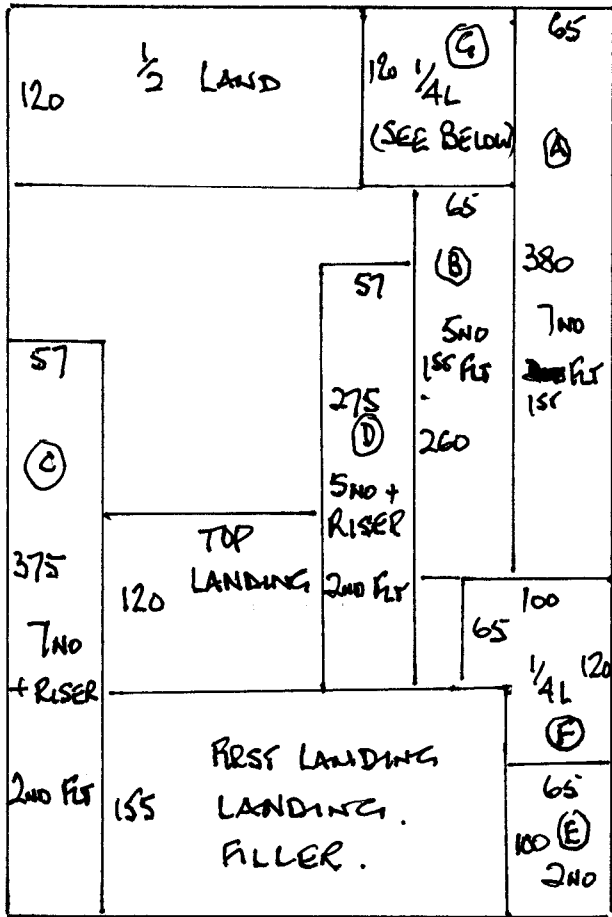 120
1/2 LAND
G
120 1/4L
(SEE BELOW)
65
A
380
7NO
FLT
1ST
65
B
5NO
1ST FLT
260
57
275
D
5NO +
RISER
2ND FLT
57
C
375
7NO
+ RISER
2ND FLT
TOP
LANDING
120
100
65
1/4L 120
F
65
100 E
2NO
155
FIRST LANDING
LANDING.
FILLER.